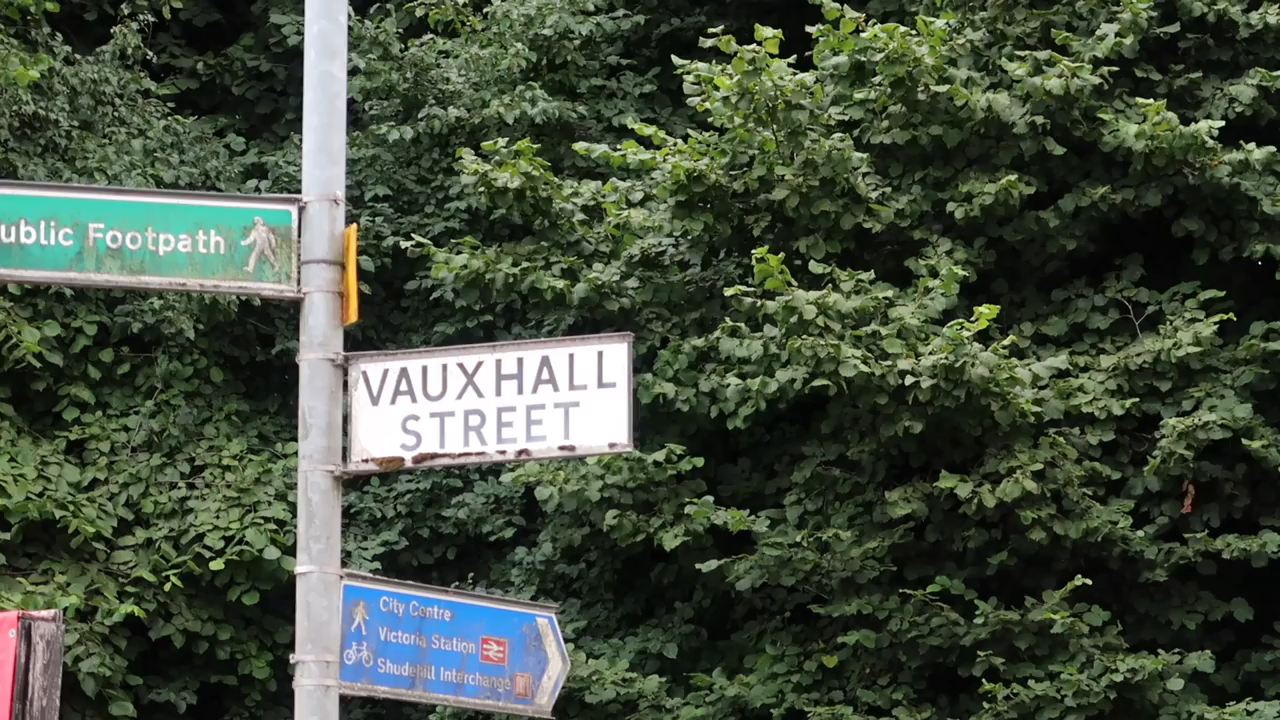 ublic Footpath
VAUXHALL
STREET
City Centre
Victoria Station
Shudehill Interchange